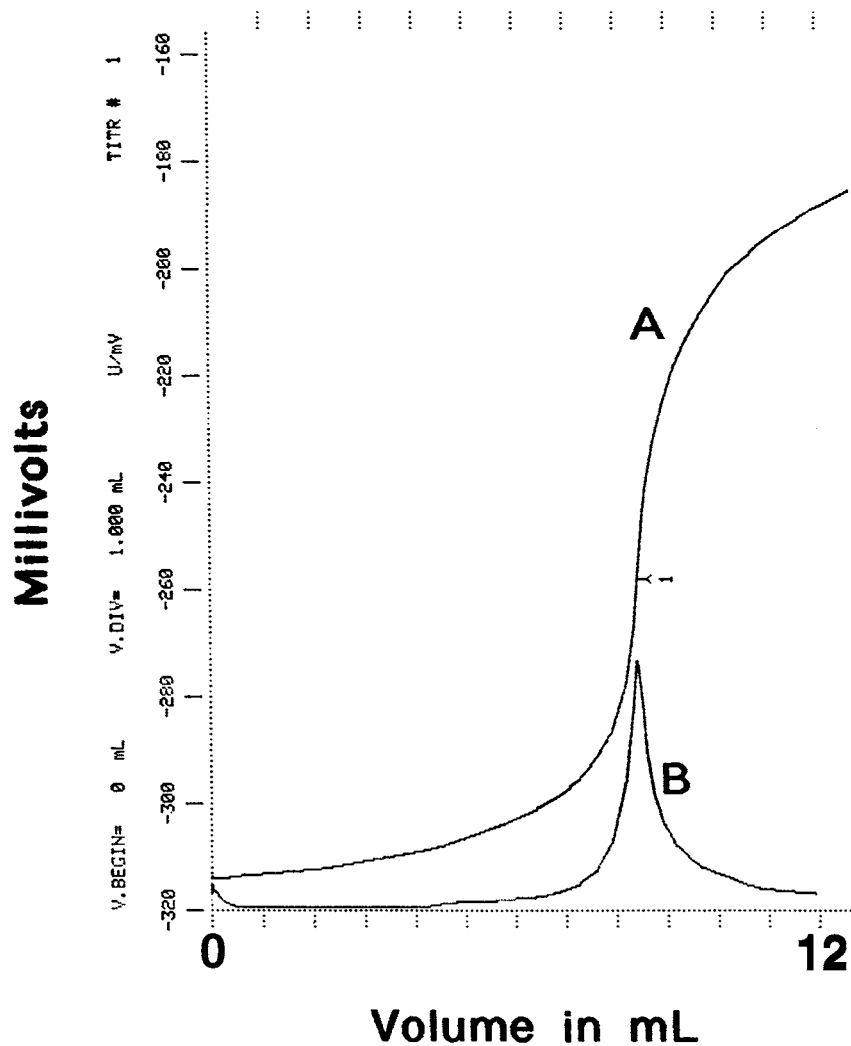 Millivolts
V.BEGIN= 0 mL V.DIV= 1.000 mL U/mV TITR # 1
-160
-180
-200
-220
-240
-260
-280
-300
-320
A
1
B
0 12
Volume in mL